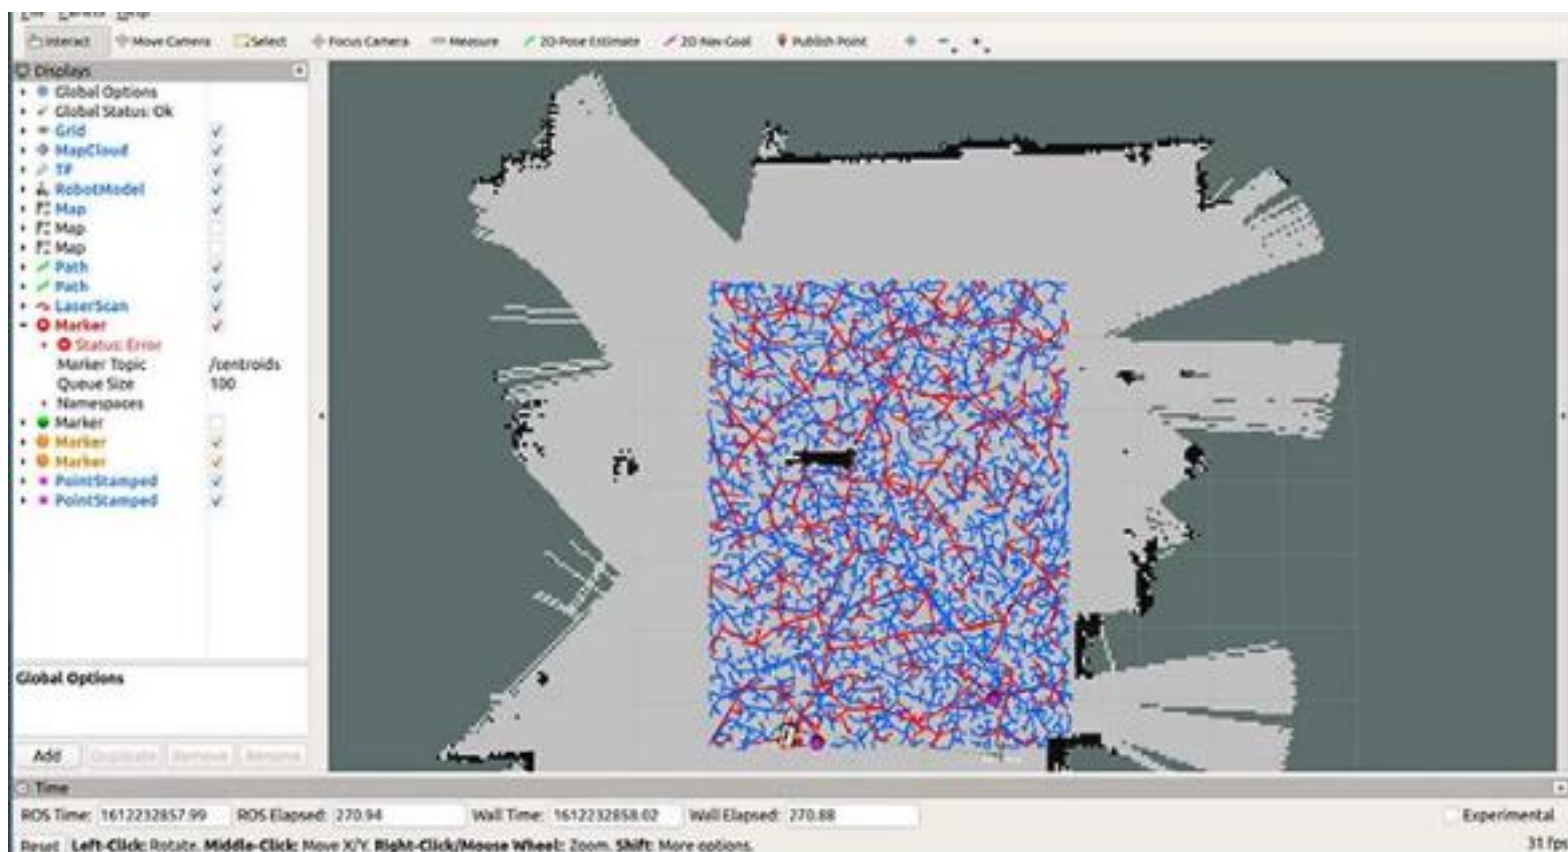 Interact Move Camera Select Focus Camera Measure 2D Pose Estimate 2D Nav Goal Publish Point
Displays
Global Options
Global Status: Ok
Grid
MapCloud
TF
RobotModel
Map
Map
Map
Path
Path
LaserScan
Marker
Status: Error
Marker Topic /centroids
Queue Size 100
Namespaces
Marker
Marker
Marker
PointStamped
PointStamped
Global Options
Add Duplicate Remove Rename
Time
ROS Time: 1612232857.99 ROS Elapsed: 270.94 Wall Time: 1612232858.02 Wall Elapsed: 270.88 Experimental
Reset Left-Click: Rotate. Middle-Click: Move X/Y. Right-Click/Mouse Wheel: Zoom. Shift: More options. 31 fps